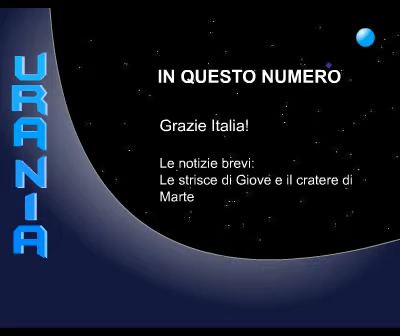 URANIA
IN QUESTO NUMERO
Grazie Italia!
Le notizie brevi:
Le strisce di Giove e il cratere di
Marte